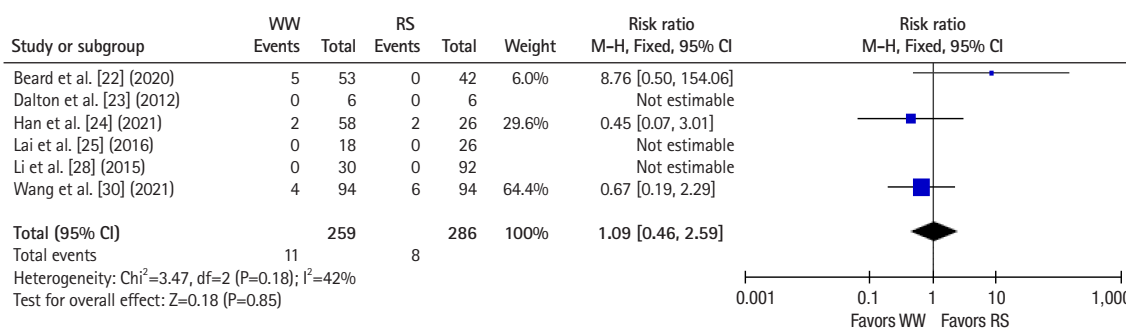 WW RS Risk ratio Risk ratio
Study or subgroup Events Total Events Total Weight M–H, Fixed, 95% CI M–H, Fixed, 95% CI
Beard et al. [22] (2020) 5 53 0 42 6.0% 8.76 [0.50, 154.06]
Dalton et al. [23] (2012) 0 6 0 6 Not estimable
Han et al. [24] (2021) 2 58 2 26 29.6% 0.45 [0.07, 3.01]
Lai et al. [25] (2016) 0 18 0 26 Not estimable
Li et al. [28] (2015) 0 30 0 92 Not estimable
Wang et al. [30] (2021) 4 94 6 94 64.4% 0.67 [0.19, 2.29]
Total (95% CI) 259 286 100% 1.09 [0.46, 2.59]
Total events 11 8
Heterogeneity: Chi²=3.47, df=2 (P=0.18); I²=42%
Test for overall effect: Z=0.18 (P=0.85)
0.001 0.1 1 10 1,000
Favors WW Favors RS